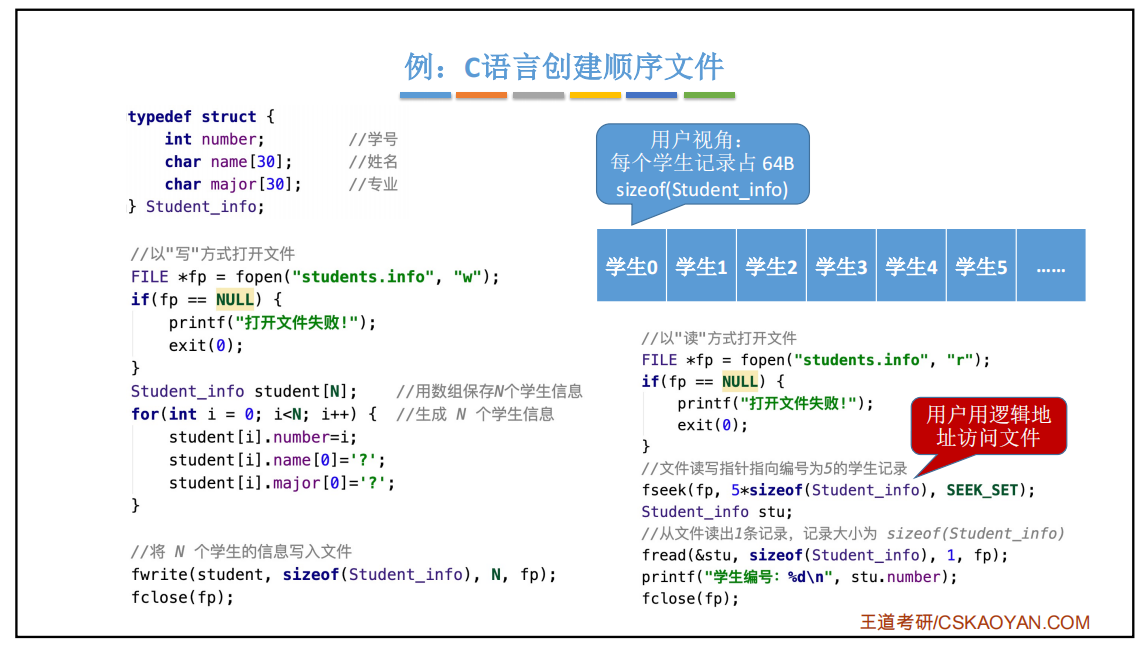 例：C语言创建顺序文件
typedef struct {
    int number;         //学号
    char name[30];      //姓名
    char major[30];     //专业
} Student_info;
//以"写"方式打开文件
FILE *fp = fopen("students.info", "w");
if(fp == NULL) {
    printf("打开文件失败!");
    exit(0);
}
Student_info student[N];    //用数组保存N个学生信息
for(int i = 0; i<N; i++) {  //生成 N 个学生信息
    student[i].number=i;
    student[i].name[0]='?';
    student[i].major[0]='?';
}
//将 N 个学生的信息写入文件
fwrite(student, sizeof(Student_info), N, fp);
fclose(fp);
用户视角：
每个学生记录占 64B
sizeof(Student_info)
学生0 学生1 学生2 学生3 学生4 学生5 ……
//以"读"方式打开文件
FILE *fp = fopen("students.info", "r");
if(fp == NULL) {
    printf("打开文件失败!");
    exit(0);
}
用户用逻辑地
址访问文件
//文件读写指针指向编号为5的学生记录
fseek(fp, 5*sizeof(Student_info), SEEK_SET);
Student_info stu;
//从文件读出1条记录，记录大小为 sizeof(Student_info)
fread(&stu, sizeof(Student_info), 1, fp);
printf("学生编号：%d\n", stu.number);
fclose(fp);
王道考研/CSKAOYAN.COM